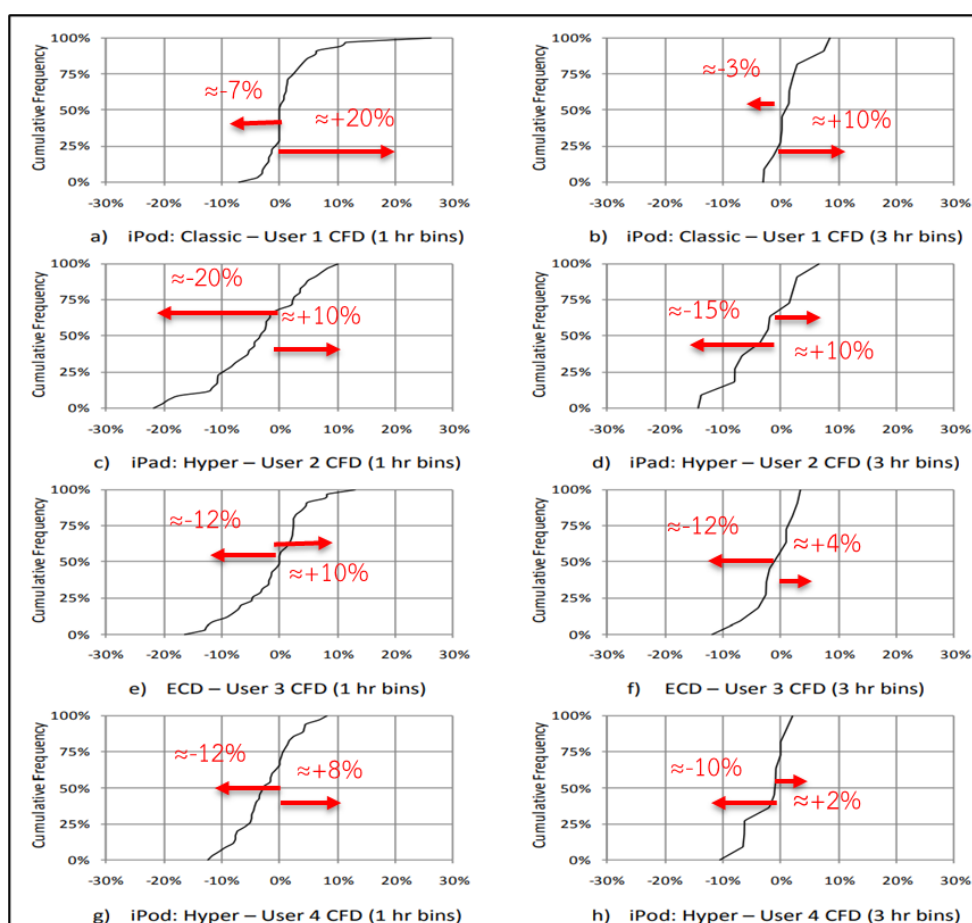 Cumulative Frequency
100%
75%
50%
25%
0%
≈-7%
≈+20%
-30% -20% -10% 0% 10% 20% 30%
a) iPod: Classic – User 1 CFD (1 hr bins)
Cumulative Frequency
100%
75%
50%
25%
0%
≈-3%
≈+10%
-30% -20% -10% 0% 10% 20% 30%
b) iPod: Classic – User 1 CFD (3 hr bins)
Cumulative Frequency
100%
75%
50%
25%
0%
≈-20%
≈+10%
-30% -20% -10% 0% 10% 20% 30%
c) iPad: Hyper – User 2 CFD (1 hr bins)
Cumulative Frequency
100%
75%
50%
25%
0%
≈-15%
≈+10%
-30% -20% -10% 0% 10% 20% 30%
d) iPad: Hyper – User 2 CFD (3 hr bins)
Cumulative Frequency
100%
75%
50%
25%
0%
≈-12%
≈+10%
-30% -20% -10% 0% 10% 20% 30%
e) ECD – User 3 CFD (1 hr bins)
Cumulative Frequency
100%
75%
50%
25%
0%
≈-12%
≈+4%
-30% -20% -10% 0% 10% 20% 30%
f) ECD – User 3 CFD (3 hr bins)
Cumulative Frequency
100%
75%
50%
25%
0%
≈-12%
≈+8%
-30% -20% -10% 0% 10% 20% 30%
g) iPod: Hyper – User 4 CFD (1 hr bins)
Cumulative Frequency
100%
75%
50%
25%
0%
≈-10%
≈+2%
-30% -20% -10% 0% 10% 20% 30%
h) iPod: Hyper – User 4 CFD (3 hr bins)